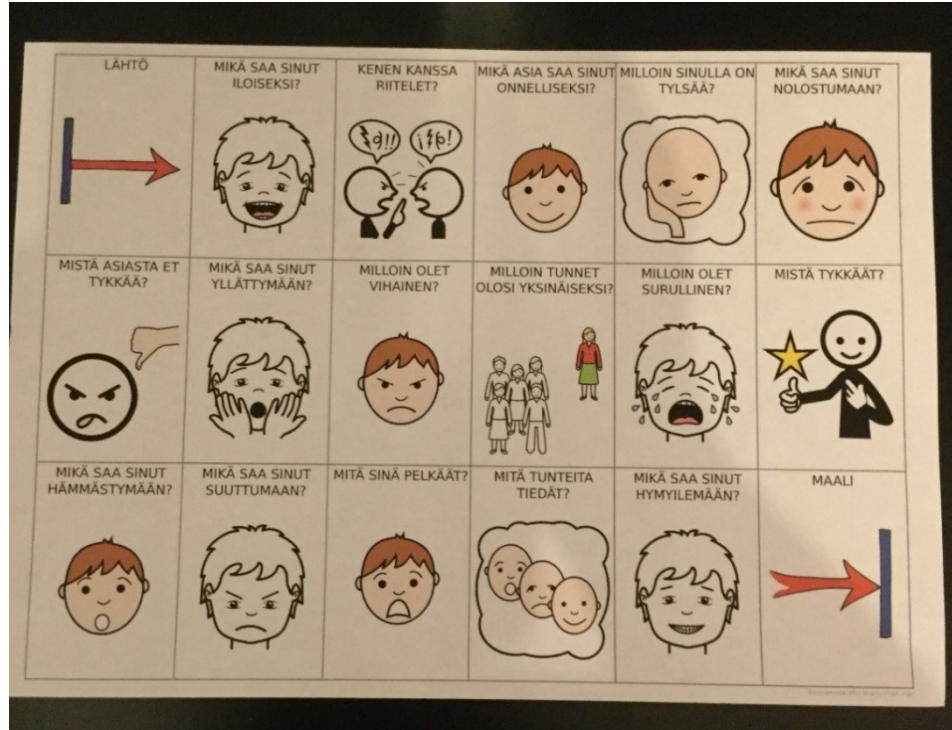 LÄHTÖ
MIKÄ SAA SINUT
ILOISEKSI?
KENEN KANSSA
RIITELET?
MIKÄ ASIA SAA SINUT
ONNELLISEKSI?
MILLOIN SINULLA ON
TYLSÄÄ?
MIKÄ SAA SINUT
NOLOSTUMAAN?
MISTÄ ASIASTA ET
TYKKÄÄ?
MIKÄ SAA SINUT
YLLÄTTYMÄÄN?
MILLOIN OLET
VIHAINEN?
MILLOIN TUNNET
OLOSI YKSINÄISEKSI?
MILLOIN OLET
SURULLINEN?
MISTÄ TYKKÄÄT?
MIKÄ SAA SINUT
HÄMMÄSTYMÄÄN?
MIKÄ SAA SINUT
SUUTTUMAAN?
MITÄ SINÄ PELKÄÄT?
MITÄ TUNTEITA
TIEDÄT?
MIKÄ SAA SINUT
HYMYILEMÄÄN?
MAALI